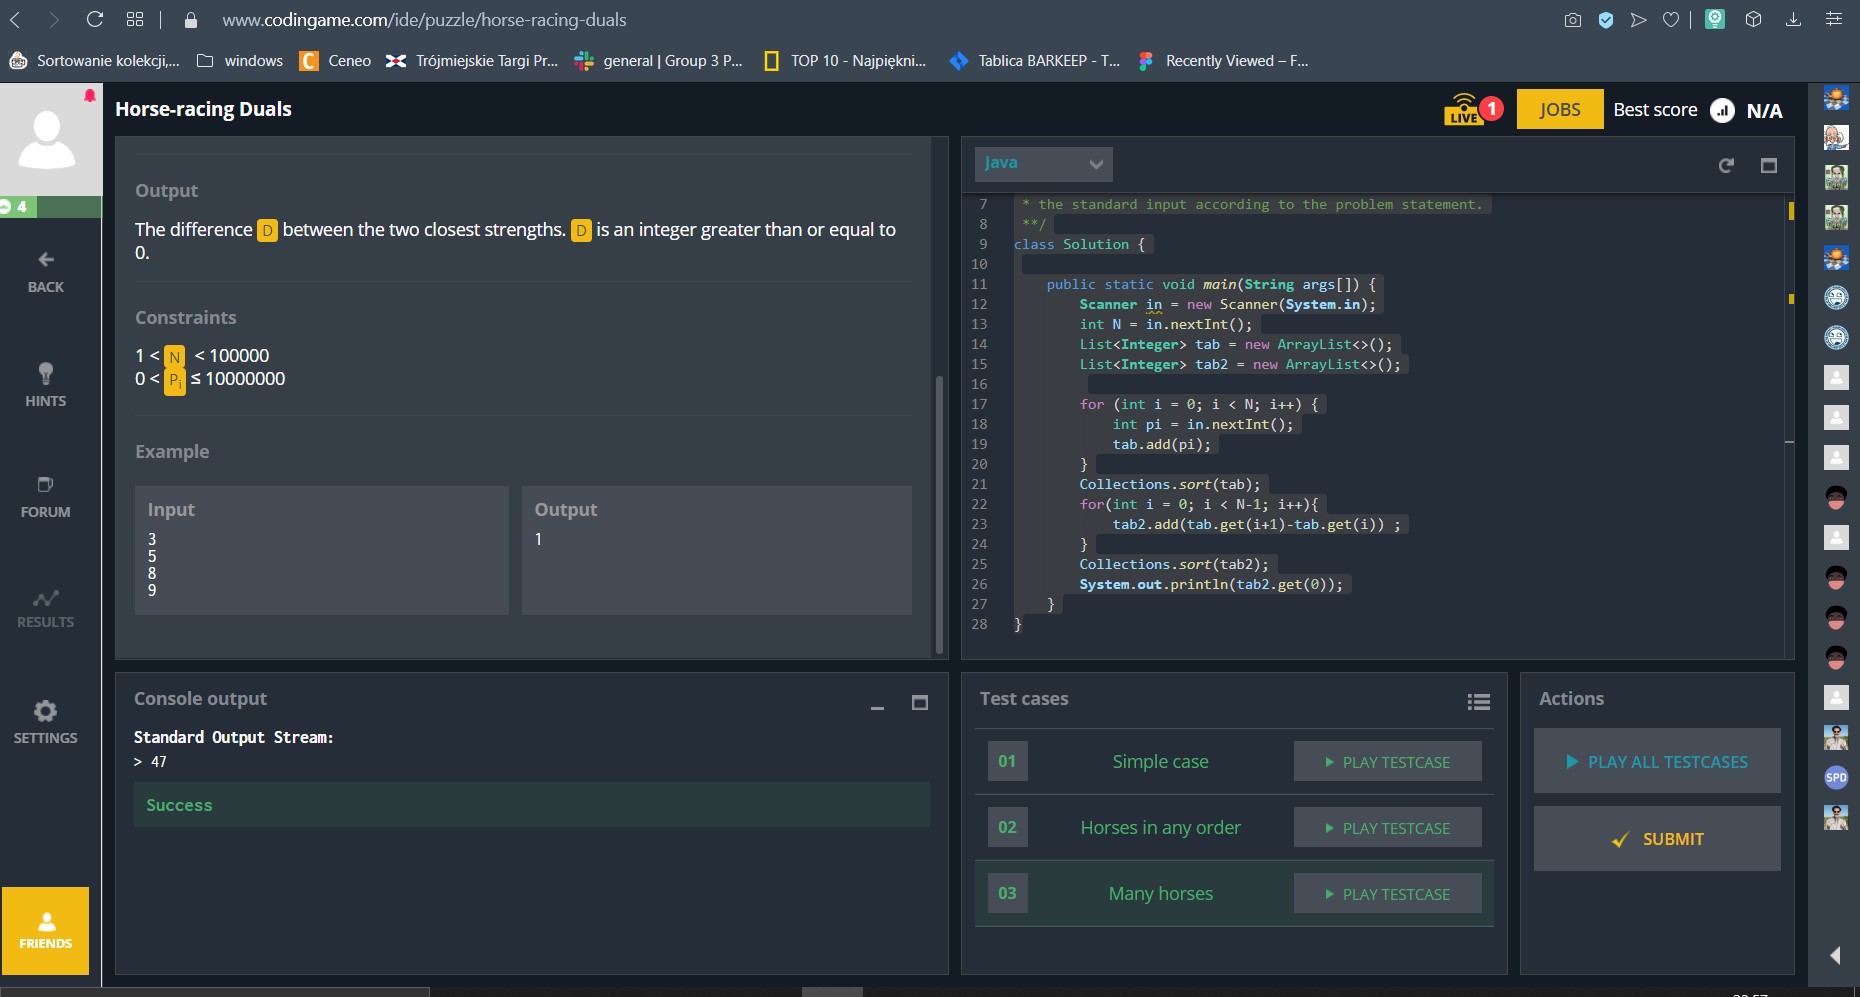 www.codingame.com/ide/puzzle/horse-racing-duals
Sortowanie kolekcji,...
windows
Ceneo
Trójmiejskie Targi Pr...
general | Group 3 P...
TOP 10 - Najpiękni...
Tablica BARKEEP - T...
Recently Viewed – F...
Horse-racing Duals
LIVE
1
JOBS
Best score
N/A
4
BACK
HINTS
FORUM
RESULTS
SETTINGS
FRIENDS
Output
The difference D between the two closest strengths. D is an integer greater than or equal to
0.
Constraints
1 < N < 100000
0 < Pi ≤ 10000000
Example
Input
3
5
8
9
Output
1
Java
7 * the standard input according to the problem statement.
8 **/
9 class Solution {
10
11 public static void main(String args[]) {
12 Scanner in = new Scanner(System.in);
13 int N = in.nextInt();
14 List<Integer> tab = new ArrayList<>();
15 List<Integer> tab2 = new ArrayList<>();
16
17 for (int i = 0; i < N; i++) {
18 int pi = in.nextInt();
19 tab.add(pi);
20 }
21 Collections.sort(tab);
22 for(int i = 0; i < N-1; i++){
23 tab2.add(tab.get(i+1)-tab.get(i)) ;
24 }
25 Collections.sort(tab2);
26 System.out.println(tab2.get(0));
27 }
28 }
Console output
Standard Output Stream:
> 47
Success
Test cases
01 Simple case PLAY TESTCASE
02 Horses in any order PLAY TESTCASE
03 Many horses PLAY TESTCASE
Actions
PLAY ALL TESTCASES
SUBMIT
SPD